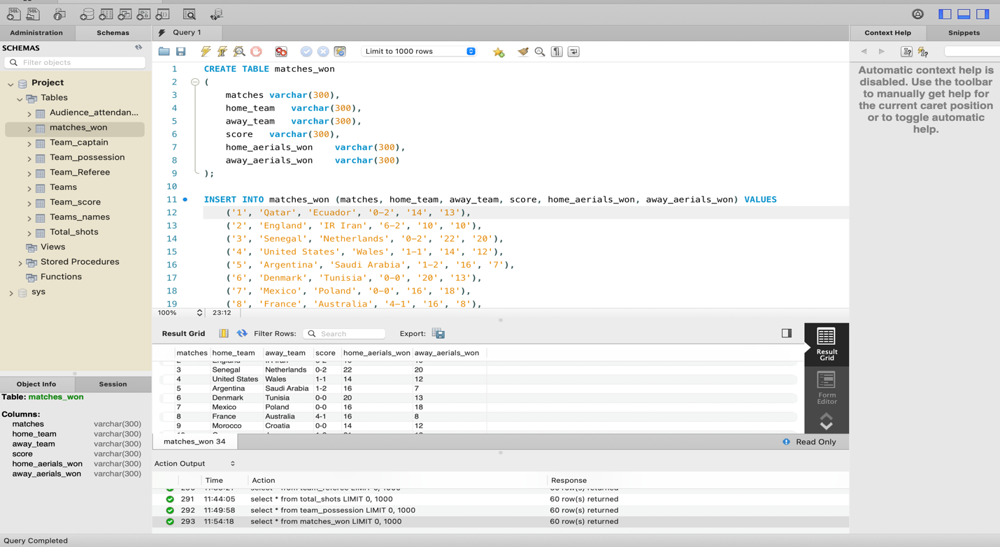 Administration
Schemas
Query 1
Context Help
Snippets
SCHEMAS
Filter objects
Limit to 1000 rows
Project
Tables
Audience_attendan...
matches_won
Team_captain
Team_possession
Team_Referee
Teams
Team_score
Teams_names
Total_shots
Views
Stored Procedures
Functions
sys
1 CREATE TABLE matches_won
2 (
3 matches varchar(300),
4 home_team varchar(300),
5 away_team varchar(300),
6 score varchar(300),
7 home_aerials_won varchar(300),
8 away_aerials_won varchar(300)
9 );
10
11 INSERT INTO matches_won (matches, home_team, away_team, score, home_aerials_won, away_aerials_won) VALUES
12 ('1', 'Qatar', 'Ecuador', '0-2', '14', '13'),
13 ('2', 'England', 'IR Iran', '6-2', '10', '10'),
14 ('3', 'Senegal', 'Netherlands', '0-2', '22', '20'),
15 ('4', 'United States', 'Wales', '1-1', '14', '12'),
16 ('5', 'Argentina', 'Saudi Arabia', '1-2', '16', '7'),
17 ('6', 'Denmark', 'Tunisia', '0-0', '20', '13'),
18 ('7', 'Mexico', 'Poland', '0-0', '16', '18'),
19 ('8', 'France', 'Australia', '4-1', '16', '8'),
100% 23:12
Automatic context help is
disabled. Use the toolbar
to manually get help for
the current caret position
or to toggle automatic
help.
Result Grid Filter Rows: Search Export:
matches home_team away_team score home_aerials_won away_aerials_won
3 Senegal Netherlands 0-2 22 20
4 United States Wales 1-1 14 12
5 Argentina Saudi Arabia 1-2 16 7
6 Denmark Tunisia 0-0 20 13
7 Mexico Poland 0-0 16 18
8 France Australia 4-1 16 8
9 Morocco Croatia 0-0 14 12
Result
Grid
Form
Editor
matches_won 34
Read Only
Object Info
Session
Table: matches_won
Columns:
matches varchar(300)
home_team varchar(300)
away_team varchar(300)
score varchar(300)
home_aerials_won varchar(300)
away_aerials_won varchar(300)
Action Output
Time Action Response
291 11:44:05 select * from total_shots LIMIT 0, 1000 60 row(s) returned
292 11:49:58 select * from team_possession LIMIT 0, 1000 60 row(s) returned
293 11:54:18 select * from matches_won LIMIT 0, 1000 60 row(s) returned
Query Completed